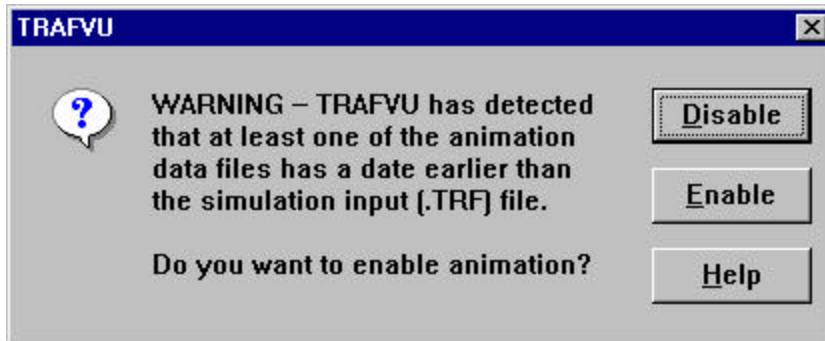 TRAFVU
WARNING – TRAFVU has detected
that at least one of the animation
data files has a date earlier than
the simulation input (.TRF) file.
Do you want to enable animation?
Disable
Enable
Help